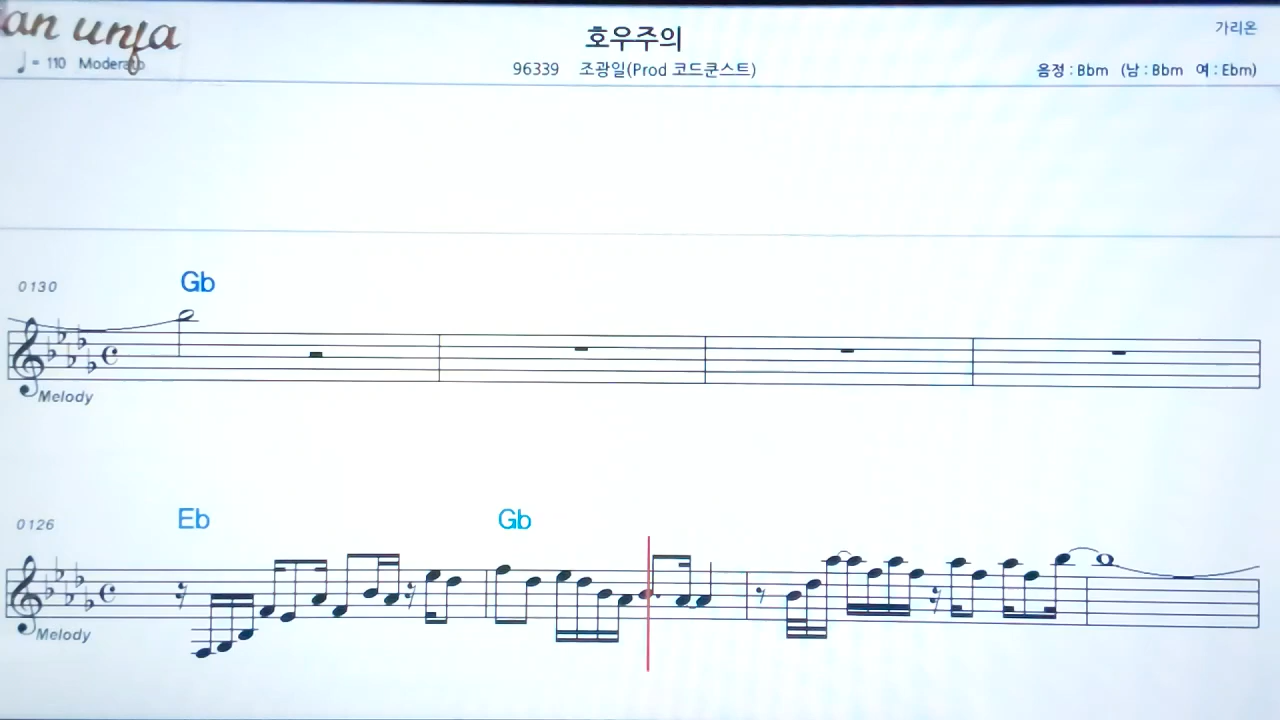 an unfa
호우주의
가리온
♩= 110 Moderato
96339 조광일(Prod 코드쿤스트)
음정 : Bbm (남 : Bbm 여 : Ebm)
0130
Gb
Melody
0126
Eb Gb
Melody